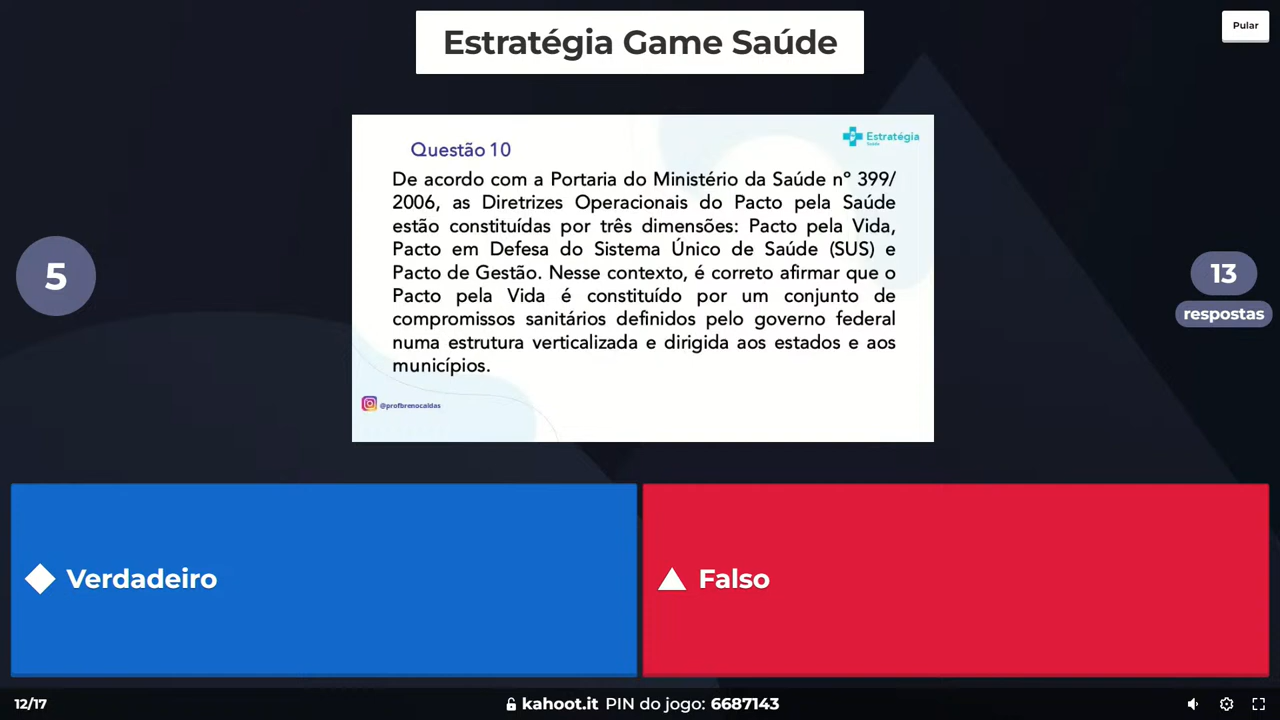 Estratégia Game Saúde
Pular
Estratégia
Saúde
Questão 10
De acordo com a Portaria do Ministério da Saúde nº 399/
2006, as Diretrizes Operacionais do Pacto pela Saúde
estão constituídas por três dimensões: Pacto pela Vida,
Pacto em Defesa do Sistema Único de Saúde (SUS) e
Pacto de Gestão. Nesse contexto, é correto afirmar que o
Pacto pela Vida é constituído por um conjunto de
compromissos sanitários definidos pelo governo federal
numa estrutura verticalizada e dirigida aos estados e aos
municípios.
@profbrenocaldas
5
13
respostas
Verdadeiro
Falso
12/17
kahoot.it PIN do jogo: 6687143